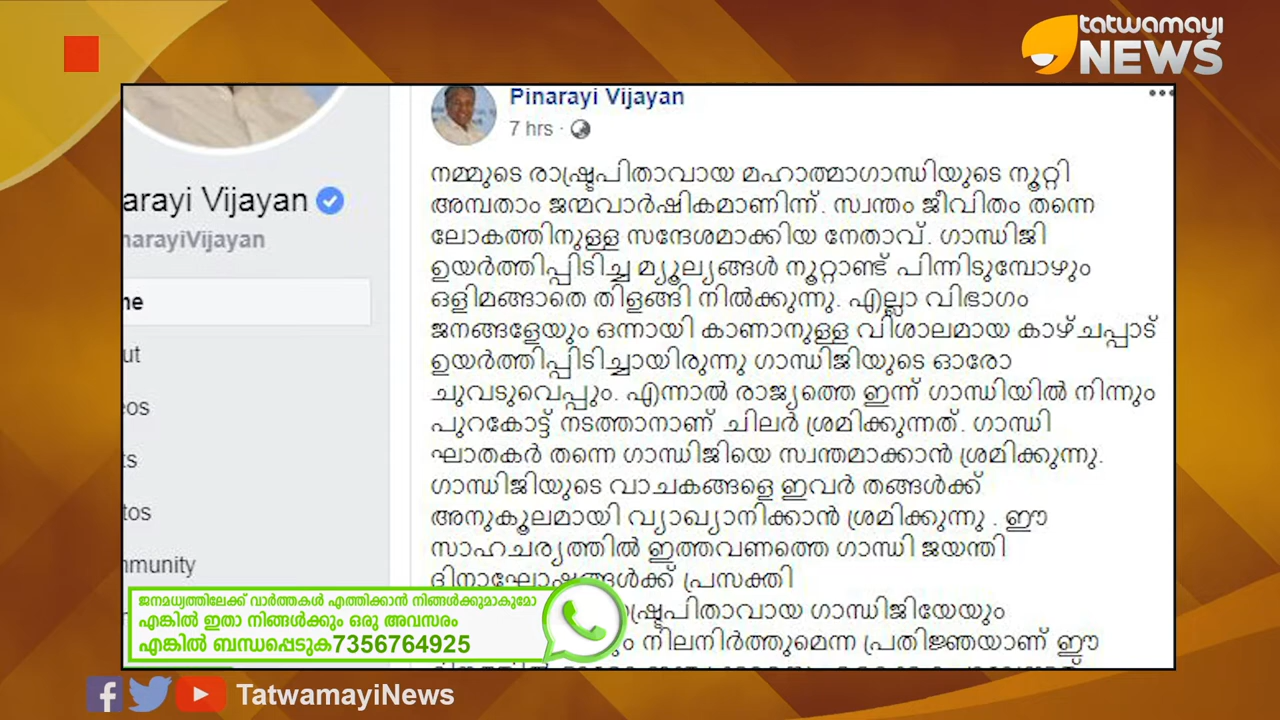 tatwamayi
NEWS
Pinarayi Vijayan
7 hrs ·
നമ്മുടെ രാഷ്ട്രപിതാവായ മഹാത്മാഗാന്ധിയുടെ നൂറ്റി
അമ്പതാം ജന്മവാർഷികമാണിന്ന്. സ്വന്തം ജീവിതം തന്നെ
ലോകത്തിനുള്ള സന്ദേശമാക്കിയ നേതാവ്. ഗാന്ധിജി
ഉയർത്തിപ്പിടിച്ച മ്യൂല്യങ്ങൾ നൂറ്റാണ്ട് പിന്നിടുമ്പോഴും
ഒളിമങ്ങാതെ തിളങ്ങി നിൽക്കുന്നു. എല്ലാ വിഭാഗം
ജനങ്ങളേയും ഒന്നായി കാണാനുള്ള വിശാലമായ കാഴ്ചപ്പാട്
ഉയർത്തിപ്പിടിച്ചായിരുന്നു ഗാന്ധിജിയുടെ ഓരോ
ചുവടുവെപ്പും. എന്നാൽ രാജ്യത്തെ ഇന്ന് ഗാന്ധിയിൽ നിന്നും
പുറകോട്ട് നടത്താനാണ് ചിലർ ശ്രമിക്കുന്നത്. ഗാന്ധി
ഘാതകർ തന്നെ ഗാന്ധിജിയെ സ്വന്തമാക്കാൻ ശ്രമിക്കുന്നു.
ഗാന്ധിജിയുടെ വാചകങ്ങളെ ഇവർ തങ്ങൾക്ക്
അനുകൂലമായി വ്യാഖ്യാനിക്കാൻ ശ്രമിക്കുന്നു . ഈ
സാഹചര്യത്തിൽ ഇത്തവണത്തെ ഗാന്ധി ജയന്തി
ദിനാഘോഷങ്ങൾക്ക് പ്രസക്തി
ഷ്ട്രപിതാവായ ഗാന്ധിജിയേയും
ും നിലനിർത്തുമെന്ന പ്രതിജ്ഞയാണ് ഈ
arayi Vijayan
narayiVijayan
me
ut
eos
ts
tos
mmunity
ജനമധ്യത്തിലേക്ക് വാർത്തകൾ എത്തിക്കാൻ നിങ്ങൾക്കുമാകുമോ
എങ്കിൽ ഇതാ നിങ്ങൾക്കും ഒരു അവസരം
എങ്കിൽ ബന്ധപ്പെടുക 7356764925
TatwamayiNews